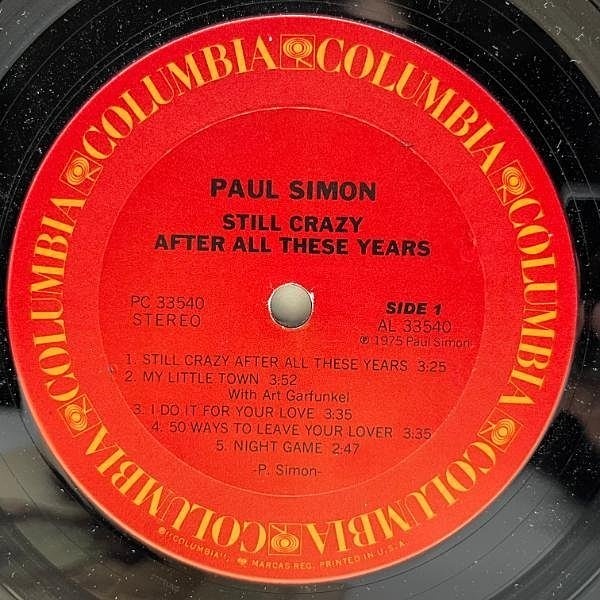 COLUMBIA COLUMBIA COLUMBIA COLUMBIA COLUMBIA COLUMBIA COLUMBIA
PAUL SIMON
STILL CRAZY
AFTER ALL THESE YEARS
PC 33540
STEREO
SIDE 1
AL 33540
℗ 1975 Paul Simon
1. STILL CRAZY AFTER ALL THESE YEARS 3:25
2. MY LITTLE TOWN 3:52
With Art Garfunkel
3. I DO IT FOR YOUR LOVE 3:35
4. 50 WAYS TO LEAVE YOUR LOVER 3:35
5. NIGHT GAME 2:47
-P. Simon-
"COLUMBIA", MARCAS REG. PRINTED IN U.S.A.